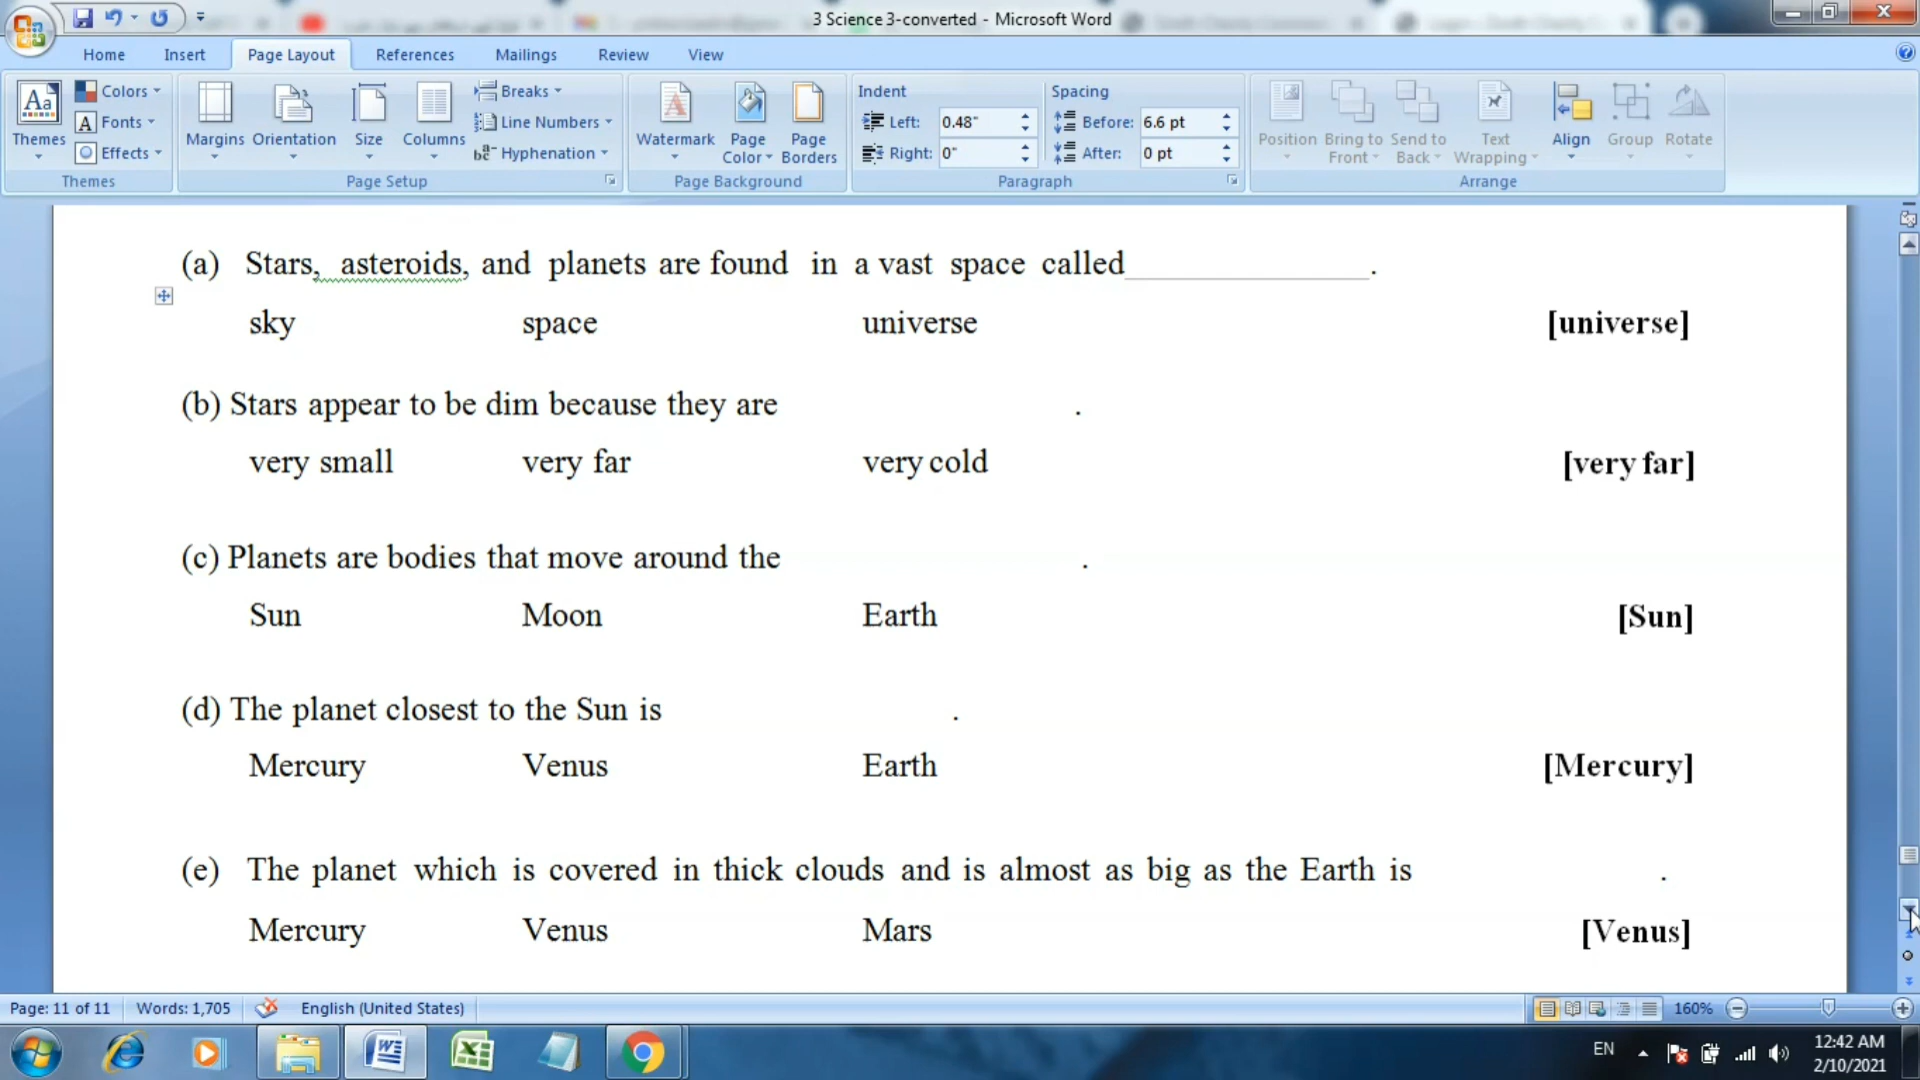 3 Science 3-converted - Microsoft Word
Home Insert Page Layout References Mailings Review View
Aa Themes Colors Fonts Effects Themes
Margins Orientation Size Columns Breaks Line Numbers Hyphenation Page Setup
Watermark Page Color Page Borders Page Background
Indent Left: 0.48" Right: 0"
Spacing Before: 6.6 pt After: 0 pt Paragraph
Position Bring to Front Send to Back Text Wrapping Align Group Rotate Arrange
(a) Stars, asteroids, and planets are found in a vast space called______________.
sky space universe [universe]
(b) Stars appear to be dim because they are .
very small very far very cold [very far]
(c) Planets are bodies that move around the .
Sun Moon Earth [Sun]
(d) The planet closest to the Sun is .
Mercury Venus Earth [Mercury]
(e) The planet which is covered in thick clouds and is almost as big as the Earth is .
Mercury Venus Mars [Venus]
Page: 11 of 11 Words: 1,705 English (United States) 160%
EN 12:42 AM
2/10/2021